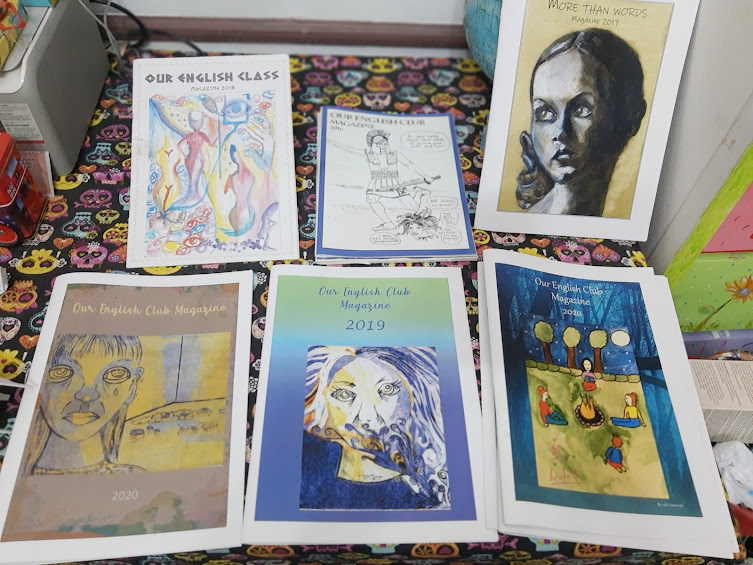 OUR ENGLISH CLASS
MAGAZINE 2018
OUR ENGLISH CLUB
MAGAZINE
2016
MORE THAN WORDS
Magazine 2017
Our English Club Magazine
2020
Our English Club
Magazine
2019
Our English Club
Magazine
2020